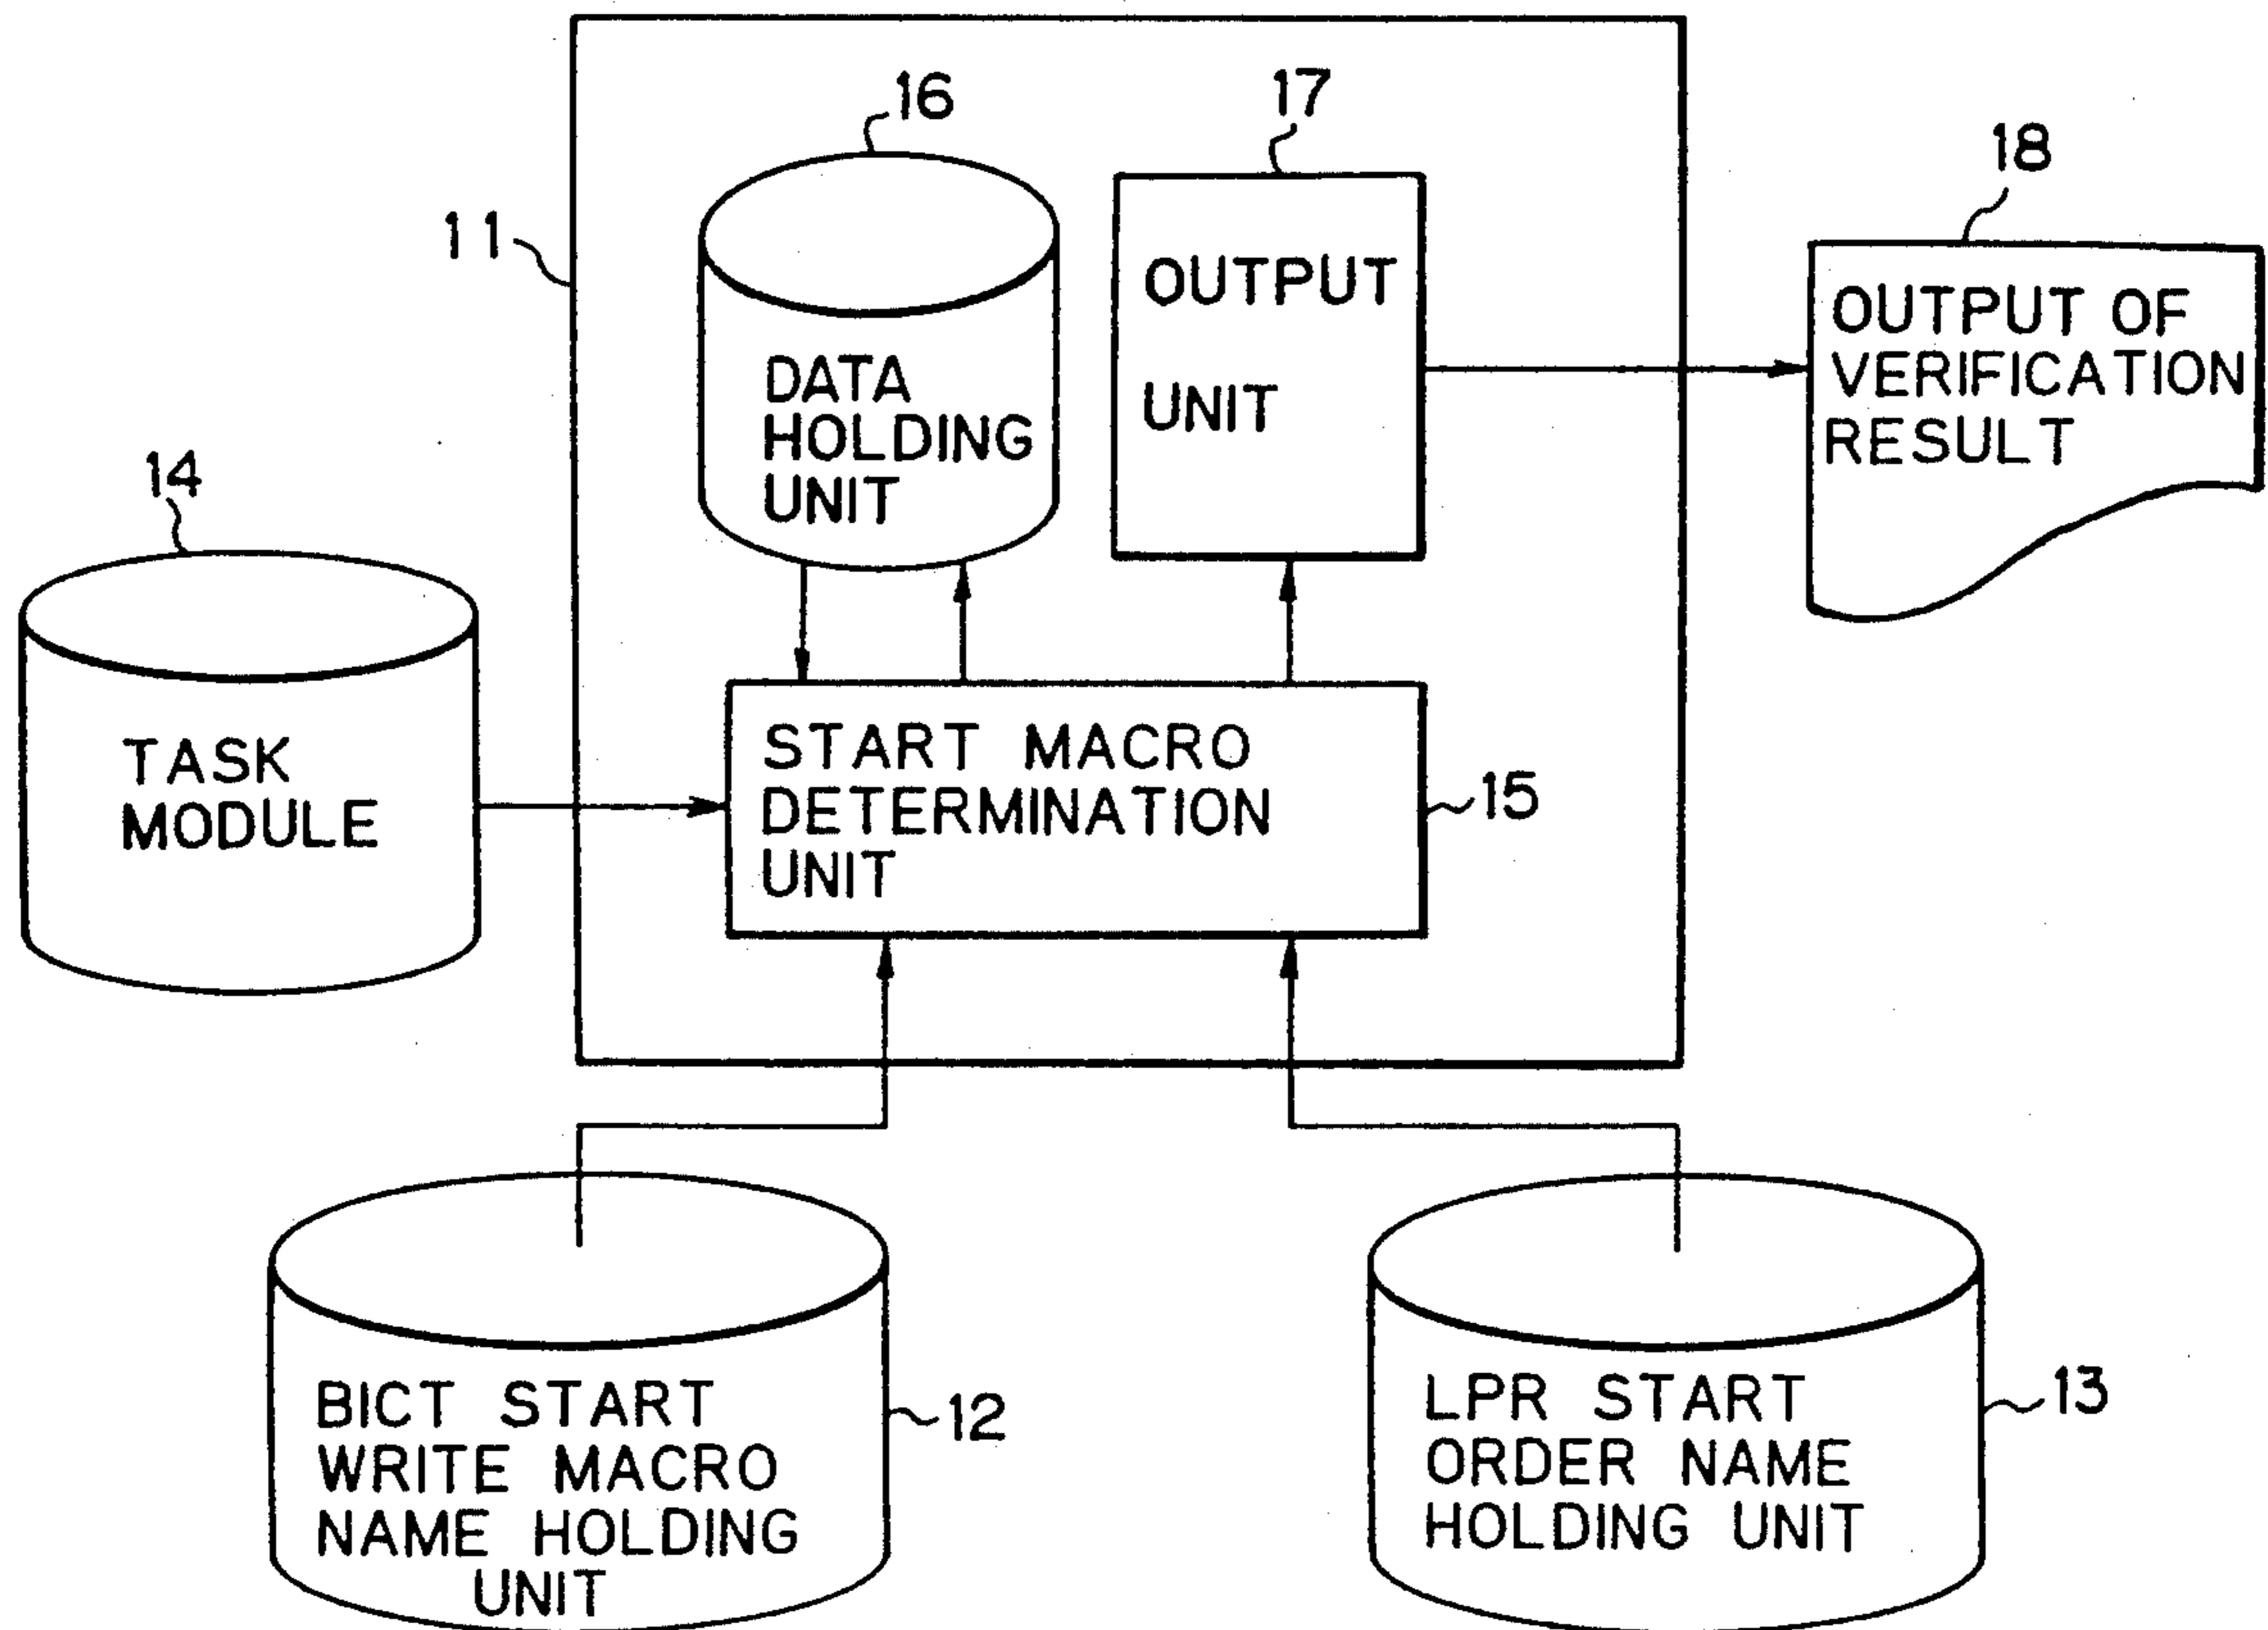 16
17
18
11
OUTPUT
UNIT
OUTPUT OF
VERIFICATION
RESULT
DATA
HOLDING
UNIT
14
TASK
MODULE
START MACRO
DETERMINATION
UNIT
15
BICT START
WRITE MACRO
NAME HOLDING
UNIT
12
LPR START
ORDER NAME
HOLDING UNIT
13